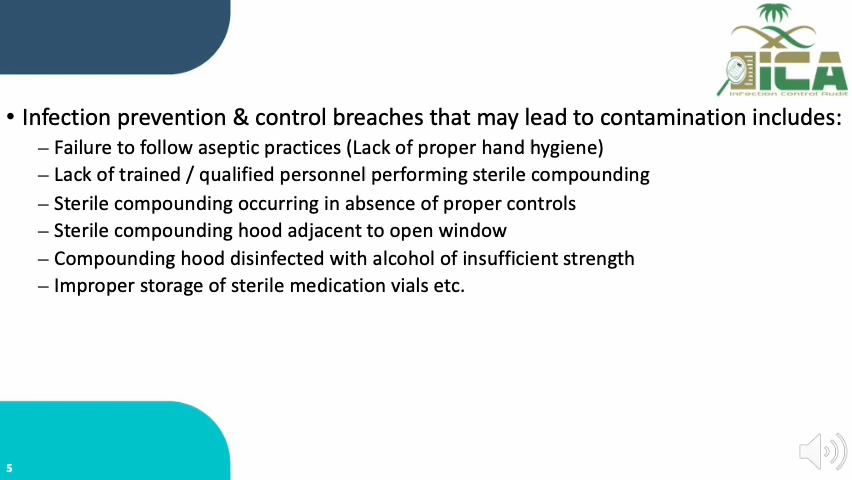 iCA
Infection Control Audit
• Infection prevention & control breaches that may lead to contamination includes:
– Failure to follow aseptic practices (Lack of proper hand hygiene)
– Lack of trained / qualified personnel performing sterile compounding
– Sterile compounding occurring in absence of proper controls
– Sterile compounding hood adjacent to open window
– Compounding hood disinfected with alcohol of insufficient strength
– Improper storage of sterile medication vials etc.
5